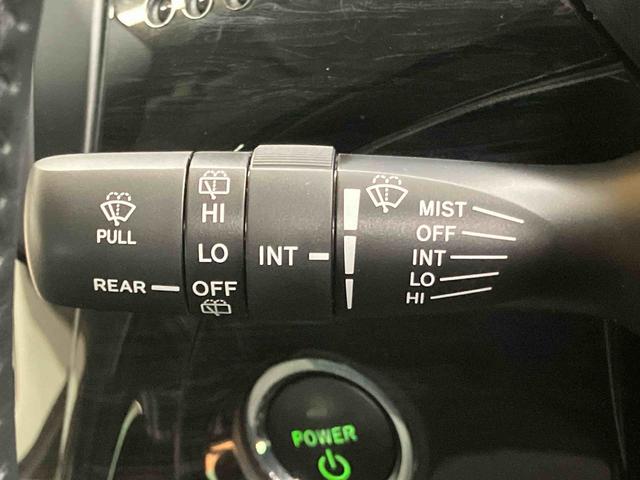 PULL
REAR
HI
LO
OFF
INT
MIST
OFF
INT
LO
HI
POWER